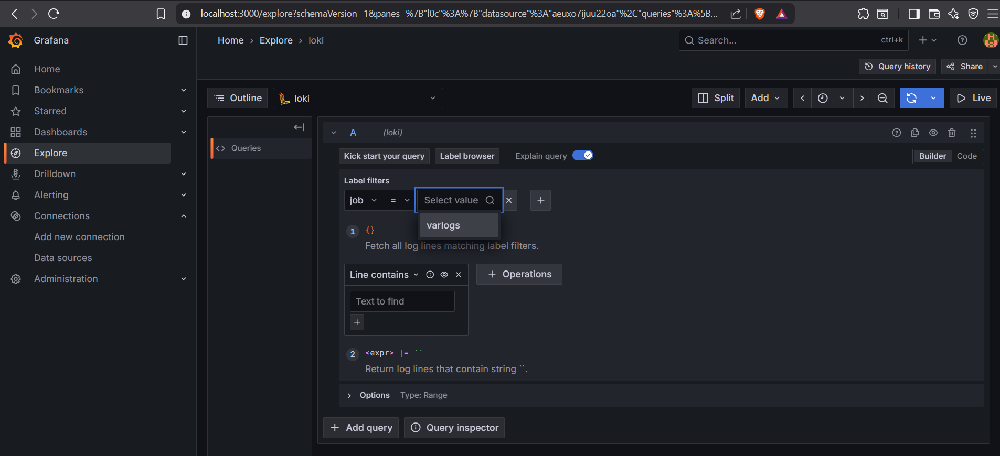 localhost:3000/explore?schemaVersion=1&panes=%7B"l0c"%3A%7B"datasource"%3A"aeuxo7ijuu22oa"%2C"queries"%3A%5B...
Grafana
Home › Explore › loki
Search...
ctrl+k
Home
Bookmarks
Starred
Dashboards
Explore
Drilldown
Alerting
Connections
Add new connection
Data sources
Administration
Query history
Share
Outline
loki
Split
Add
Live
Queries
A
(loki)
Kick start your query
Label browser
Explain query
Builder
Code
Label filters
job
=
Select value
varlogs
1
{}
Fetch all log lines matching label filters.
Line contains
Operations
Text to find
2
<expr> |= ``
Return log lines that contain string ``.
Options
Type: Range
Add query
Query inspector